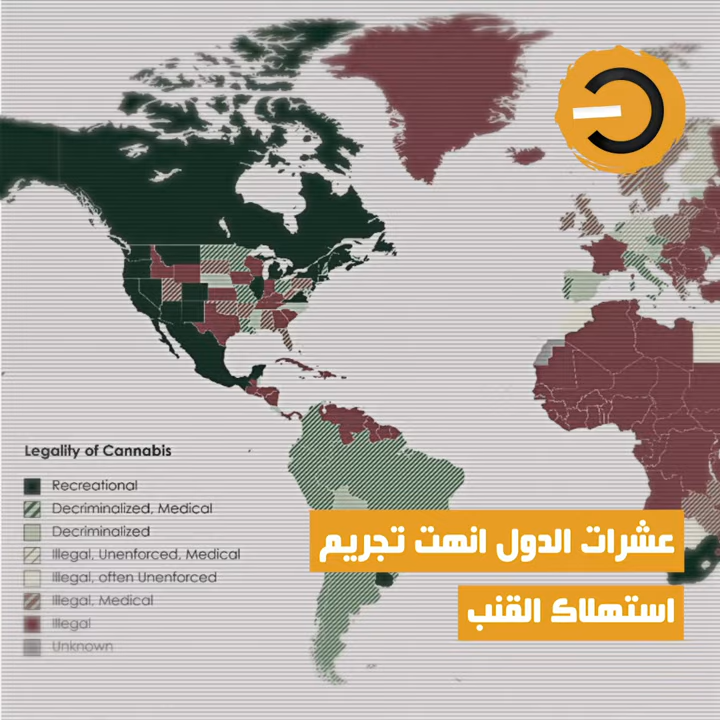 Legality of Cannabis
Recreational
Decriminalized, Medical
Decriminalized
Illegal, Unenforced, Medical
Illegal, often Unenforced
Illegal, Medical
Illegal
Unknown
عشرات الدول انهت تجريم
استهلاك القنب